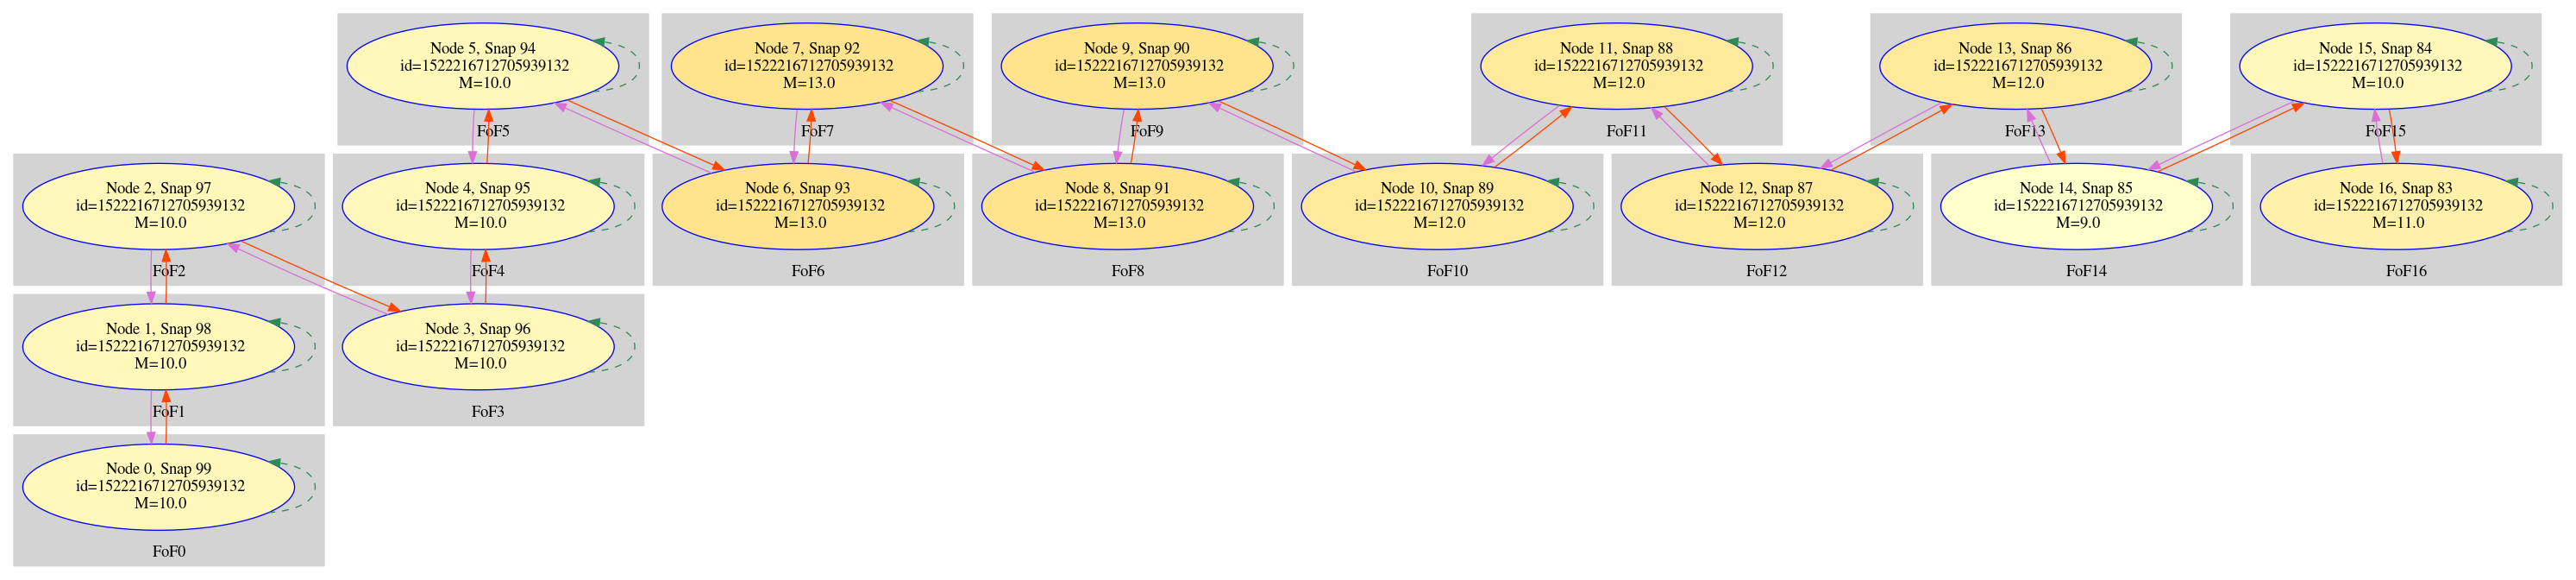 Node 5, Snap 94
id=1522216712705939132
M=10.0
FoF5
Node 7, Snap 92
id=1522216712705939132
M=13.0
FoF7
Node 9, Snap 90
id=1522216712705939132
M=13.0
FoF9
Node 11, Snap 88
id=1522216712705939132
M=12.0
FoF11
Node 13, Snap 86
id=1522216712705939132
M=12.0
FoF13
Node 15, Snap 84
id=1522216712705939132
M=10.0
FoF15
Node 2, Snap 97
id=1522216712705939132
M=10.0
FoF2
Node 4, Snap 95
id=1522216712705939132
M=10.0
FoF4
Node 6, Snap 93
id=1522216712705939132
M=13.0
FoF6
Node 8, Snap 91
id=1522216712705939132
M=13.0
FoF8
Node 10, Snap 89
id=1522216712705939132
M=12.0
FoF10
Node 12, Snap 87
id=1522216712705939132
M=12.0
FoF12
Node 14, Snap 85
id=1522216712705939132
M=9.0
FoF14
Node 16, Snap 83
id=1522216712705939132
M=11.0
FoF16
Node 1, Snap 98
id=1522216712705939132
M=10.0
FoF1
Node 3, Snap 96
id=1522216712705939132
M=10.0
FoF3
Node 0, Snap 99
id=1522216712705939132
M=10.0
FoF0